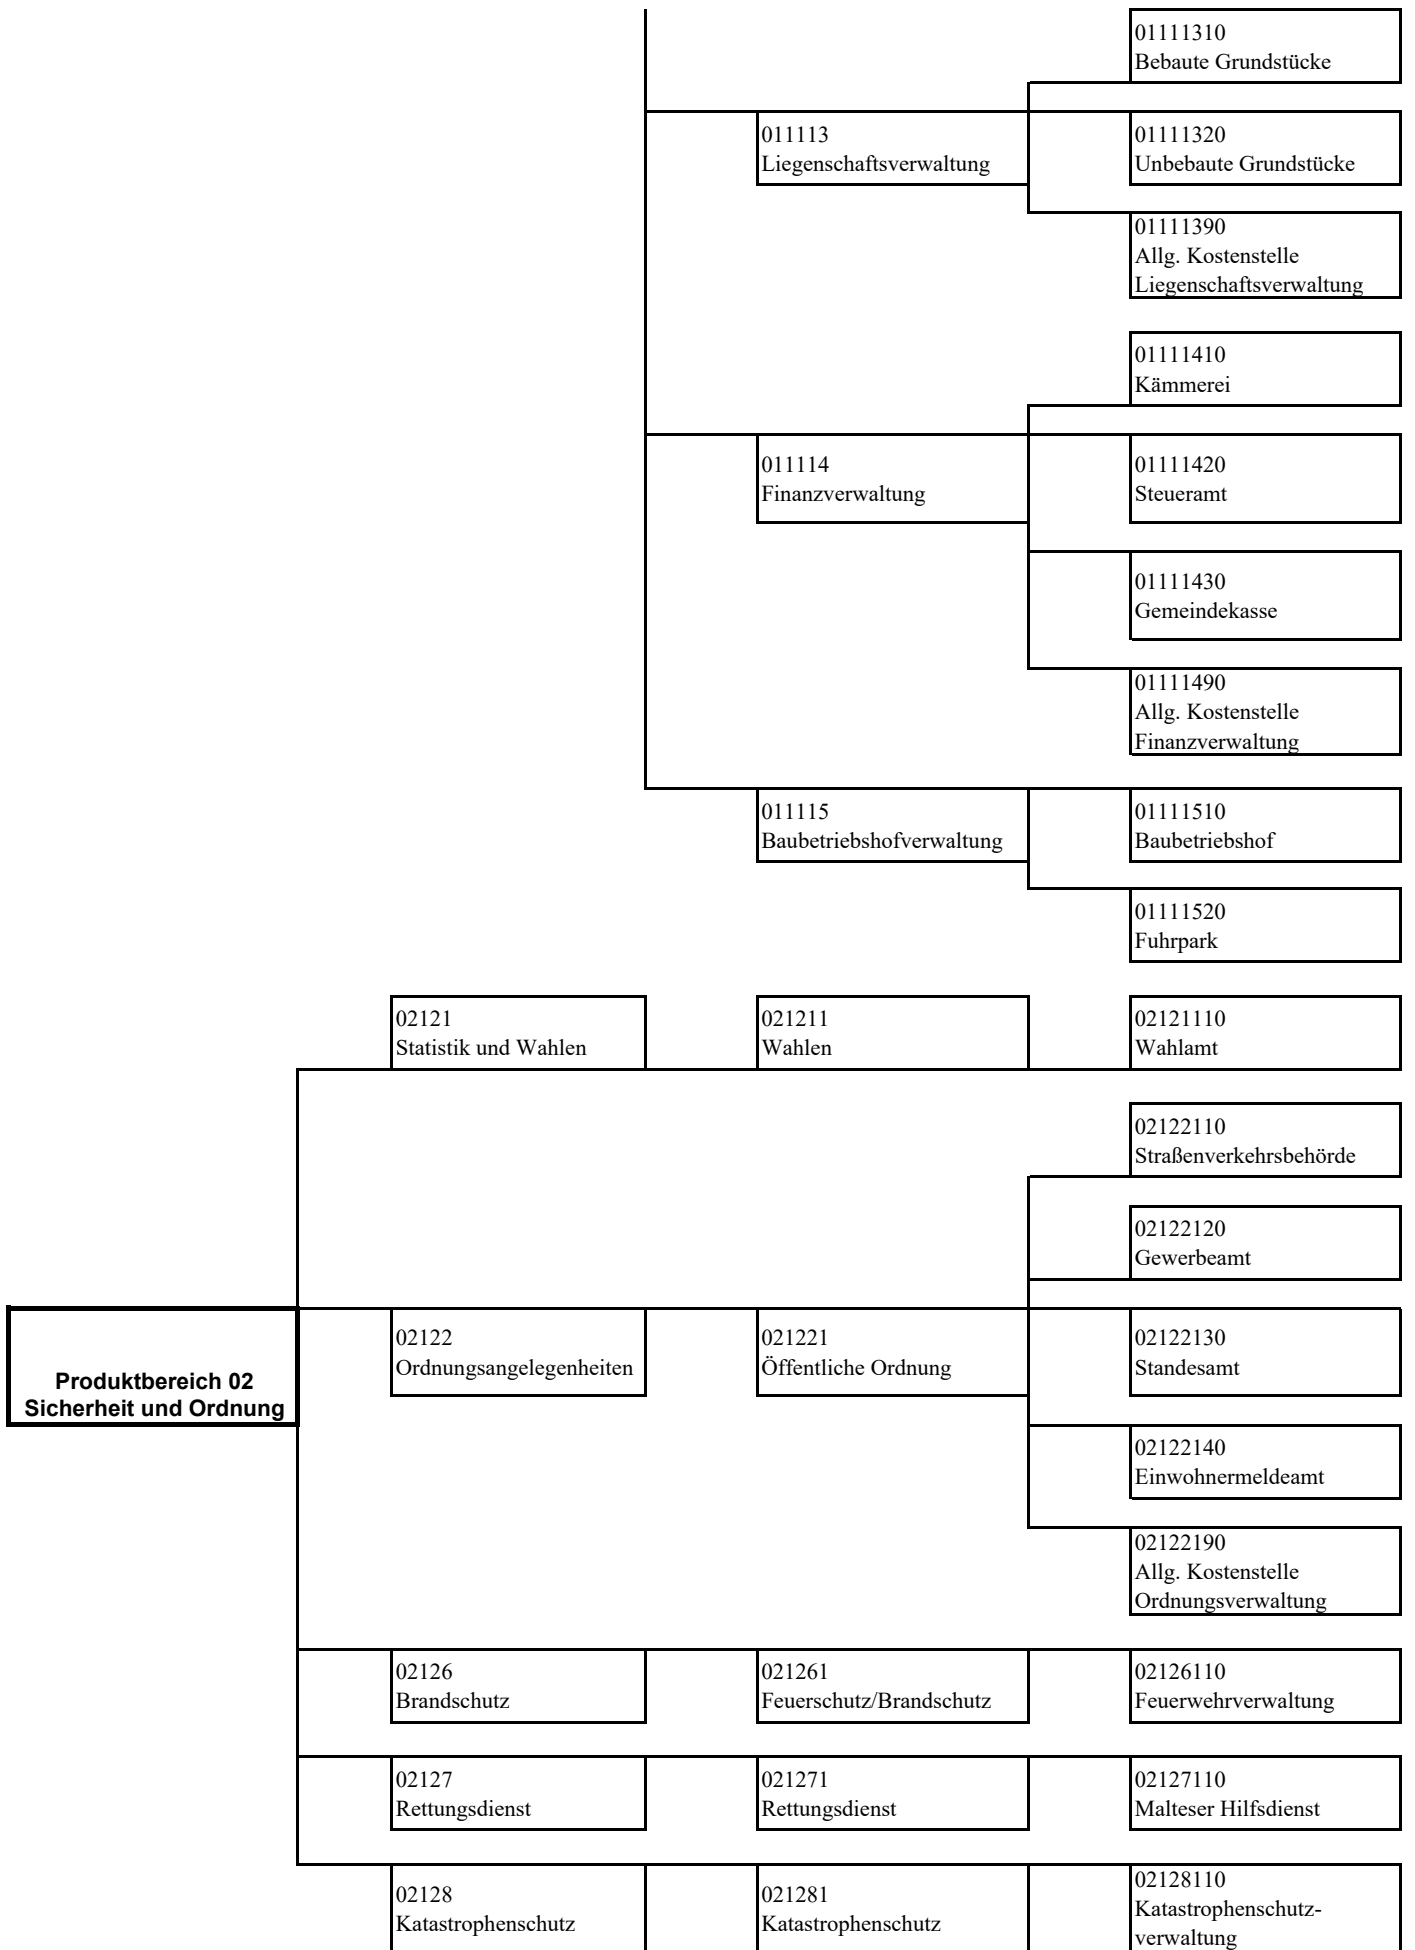 01111310
Bebaute Grundstücke
011113
Liegenschaftsverwaltung
01111320
Unbebaute Grundstücke
01111390
Allg. Kostenstelle
Liegenschaftsverwaltung
01111410
Kämmerei
011114
Finanzverwaltung
01111420
Steueramt
01111430
Gemeindekasse
01111490
Allg. Kostenstelle
Finanzverwaltung
011115
Baubetriebshofverwaltung
01111510
Baubetriebshof
01111520
Fuhrpark
02121
Statistik und Wahlen
021211
Wahlen
02121110
Wahlamt
02122110
Straßenverkehrsbehörde
02122120
Gewerbeamt
Produktbereich 02
Sicherheit und Ordnung
02122
Ordnungsangelegenheiten
021221
Öffentliche Ordnung
02122130
Standesamt
02122140
Einwohnermeldeamt
02122190
Allg. Kostenstelle
Ordnungsverwaltung
02126
Brandschutz
021261
Feuerschutz/Brandschutz
02126110
Feuerwehrverwaltung
02127
Rettungsdienst
021271
Rettungsdienst
02127110
Malteser Hilfsdienst
02128
Katastrophenschutz
021281
Katastrophenschutz
02128110
Katastrophenschutz-
verwaltung